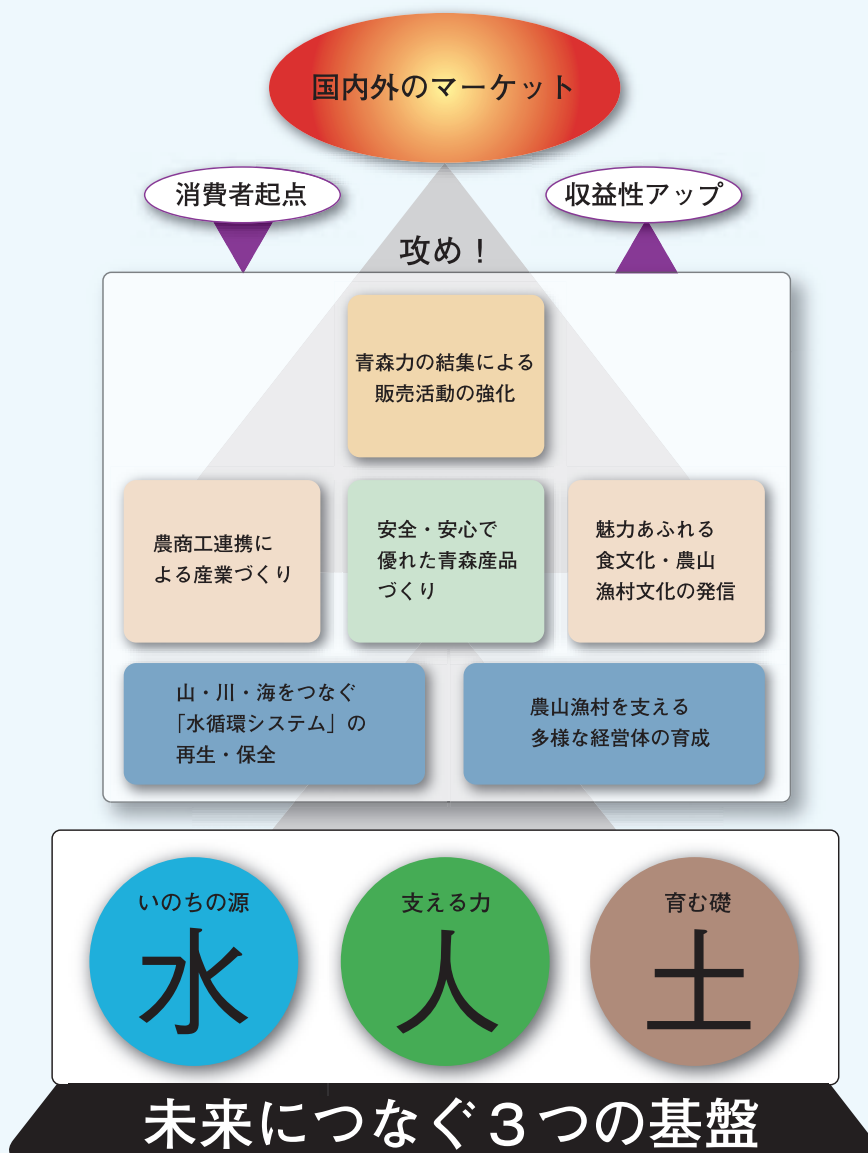 国内外のマーケット
消費者起点
収益性アップ
攻め！
青森力の結集による
販売活動の強化
農商工連携に
よる産業づくり
安全・安心で
優れた青森産品
づくり
魅力あふれる
食文化・農山
漁村文化の発信
山・川・海をつなぐ
「水循環システム」の
再生・保全
農山漁村を支える
多様な経営体の育成
いのちの源
水
支える力
人
育む礎
土
未来につなぐ３つの基盤